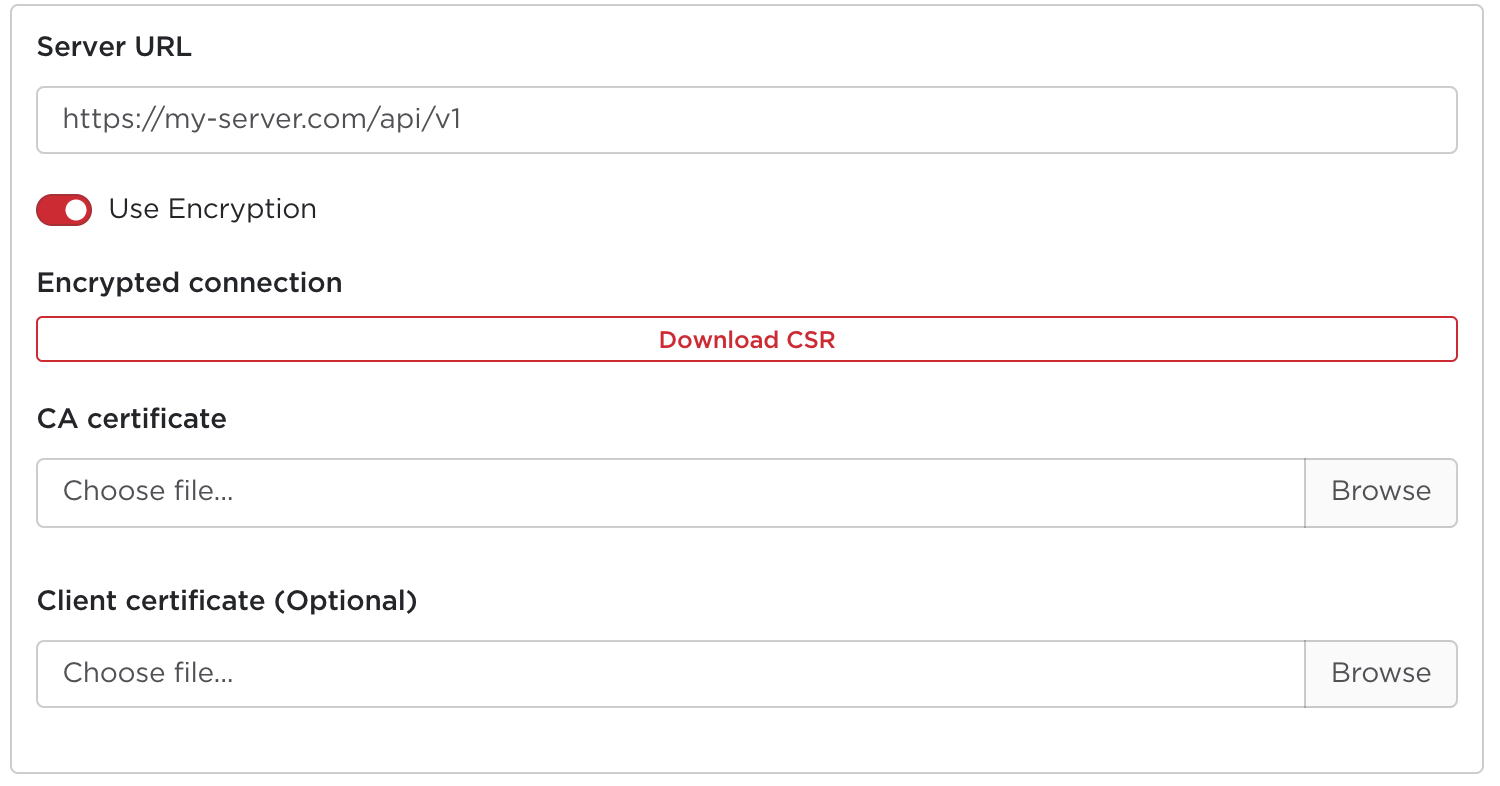 Server URL
https://my-server.com/api/v1
Use Encryption
Encrypted connection
Download CSR
CA certificate
Choose file...
Browse
Client certificate (Optional)
Choose file...
Browse